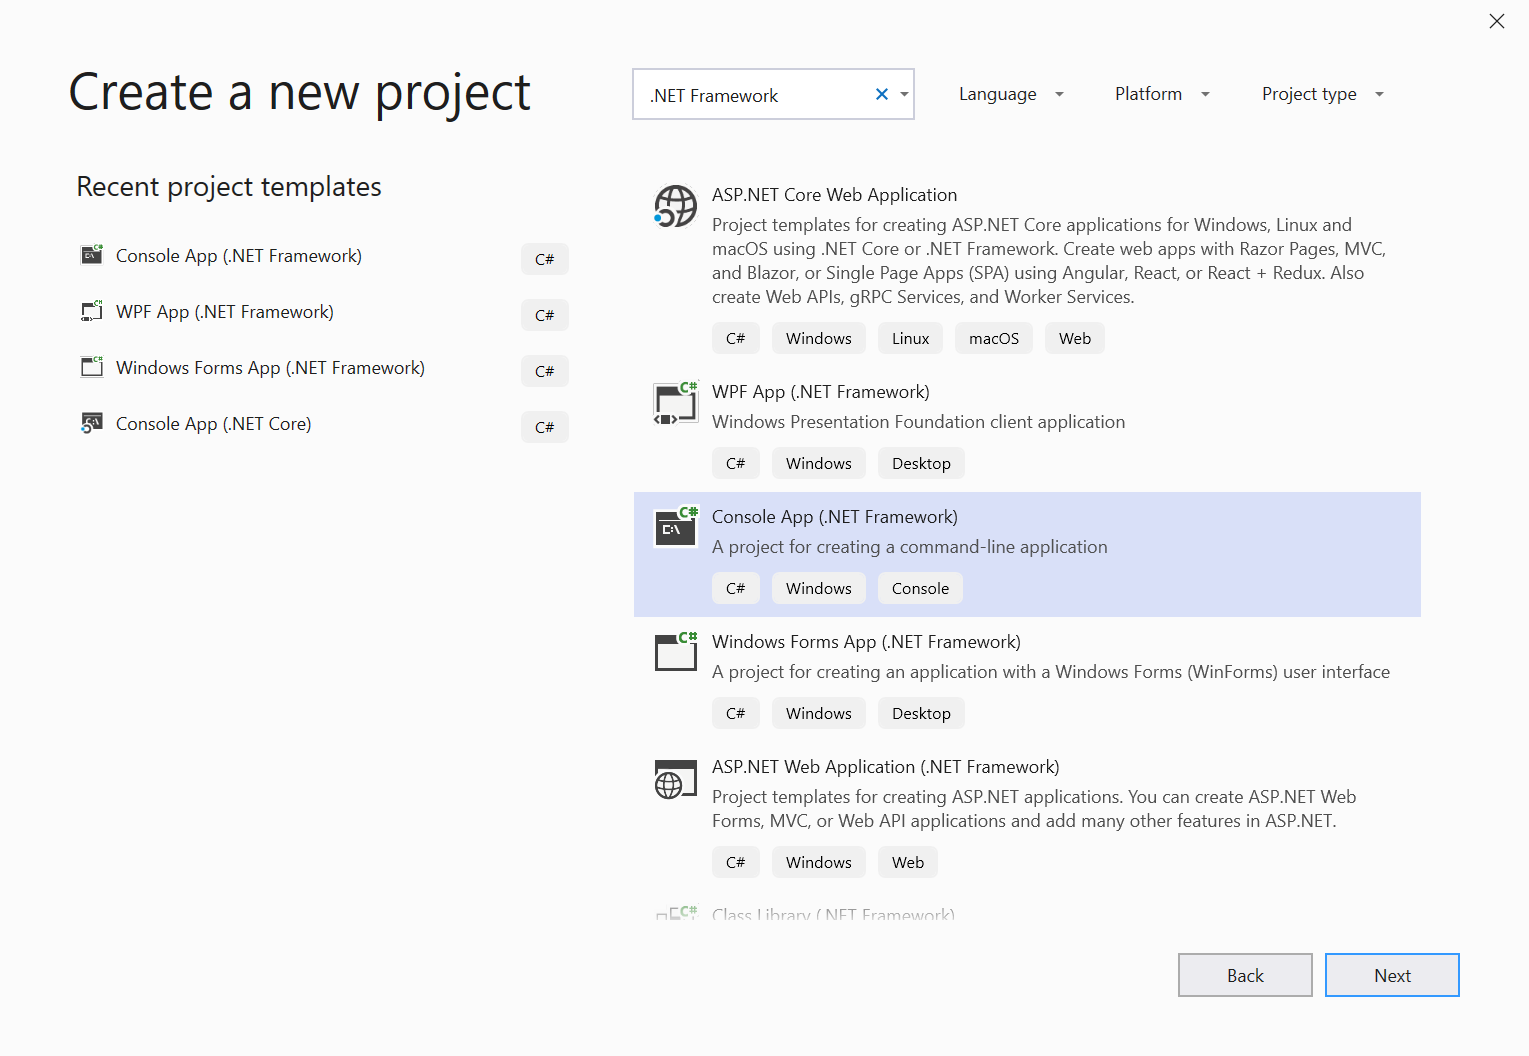 Create a new project
.NET Framework
Language
Platform
Project type
Recent project templates
Console App (.NET Framework)
C#
WPF App (.NET Framework)
C#
Windows Forms App (.NET Framework)
C#
Console App (.NET Core)
C#
ASP.NET Core Web Application
Project templates for creating ASP.NET Core applications for Windows, Linux and
macOS using .NET Core or .NET Framework. Create web apps with Razor Pages, MVC,
and Blazor, or Single Page Apps (SPA) using Angular, React, or React + Redux. Also
create Web APIs, gRPC Services, and Worker Services.
C# Windows Linux macOS Web
WPF App (.NET Framework)
Windows Presentation Foundation client application
C# Windows Desktop
Console App (.NET Framework)
A project for creating a command-line application
C# Windows Console
Windows Forms App (.NET Framework)
A project for creating an application with a Windows Forms (WinForms) user interface
C# Windows Desktop
ASP.NET Web Application (.NET Framework)
Project templates for creating ASP.NET applications. You can create ASP.NET Web
Forms, MVC, or Web API applications and add many other features in ASP.NET.
C# Windows Web
Class Library (.NET Framework)
Back
Next